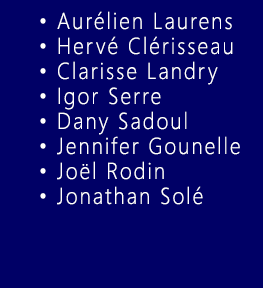 • Aurélien Laurens
• Hervé Clérisseau
• Clarisse Landry
• Igor Serre
• Dany Sadoul
• Jennifer Gounelle
• Joël Rodin
• Jonathan Solé